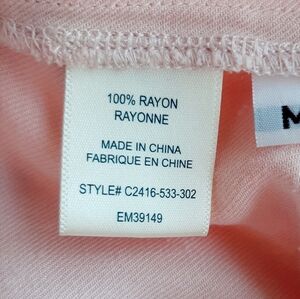 100% RAYON
RAYONNE
MADE IN CHINA
FABRIQUE EN CHINE
STYLE# C2416-533-302
EM39149
M